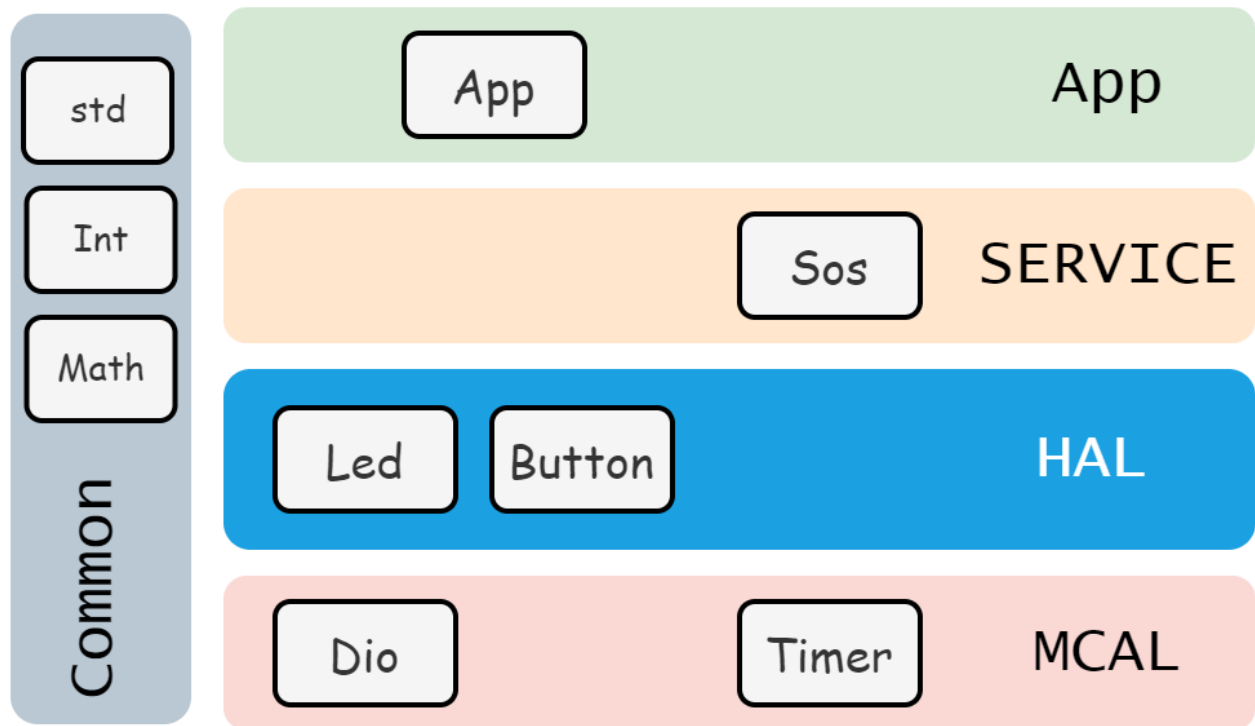 std
Int
Math
Common
App
App
Sos
SERVICE
Led
Button
HAL
Dio
Timer
MCAL